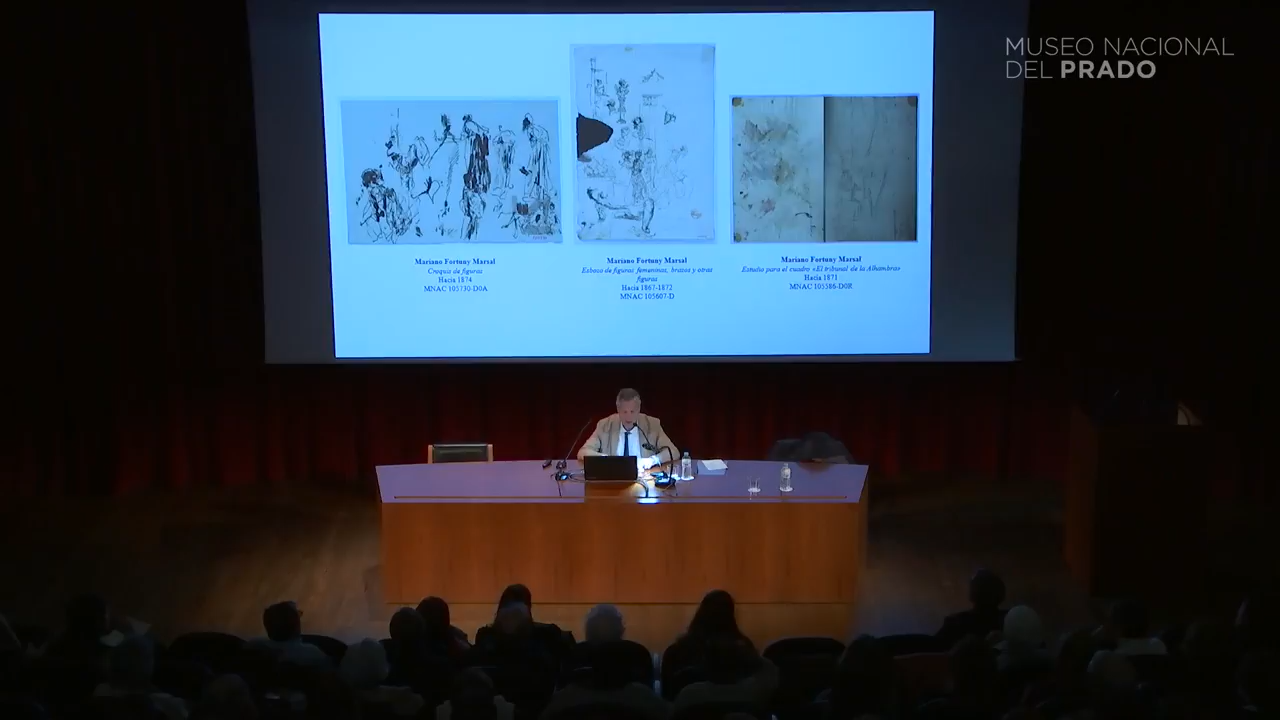 MUSEO NACIONAL
DEL PRADO
Mariano Fortuny Marsal
Croquis de figuras
Hacia 1874
MNAC 105730-D0A
Mariano Fortuny Marsal
Esbozo de figuras femeninas, brazos y otras
figuras
Hacia 1867-1872
MNAC 105607-D
Mariano Fortuny Marsal
Estudio para el cuadro «El tribunal de la Alhambra»
Hacia 1871
MNAC 105586-D0R